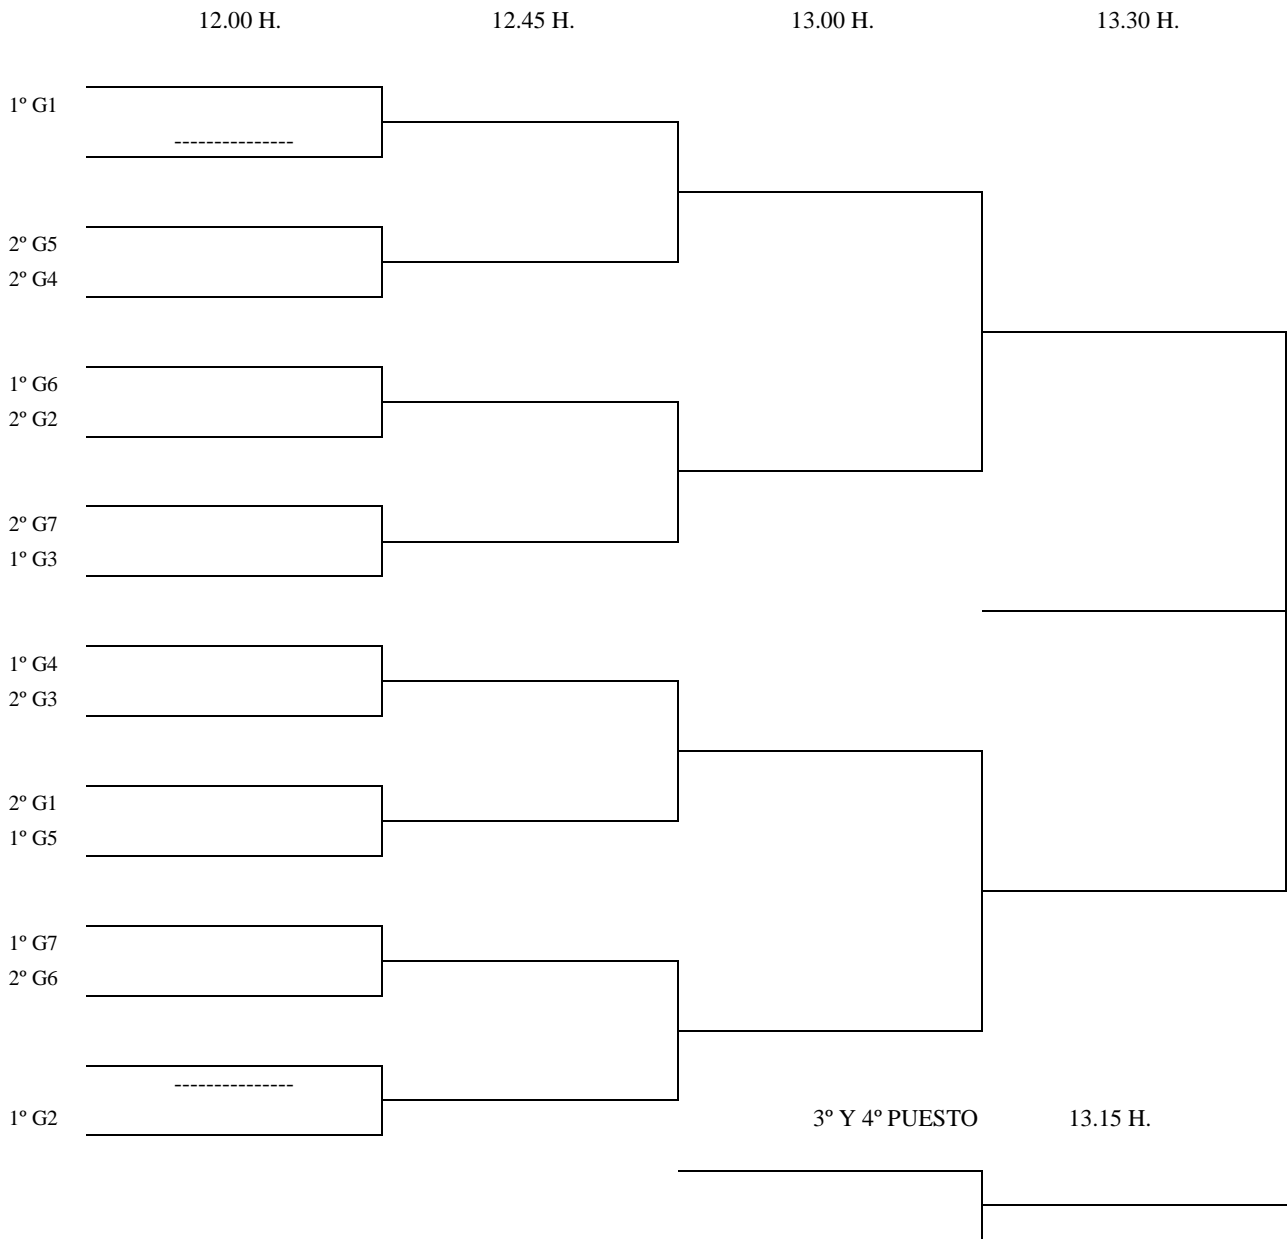 12.00 H. 12.45 H. 13.00 H. 13.30 H.
1º G1
---------------
2º G5
2º G4
1º G6
2º G2
2º G7
1º G3
1º G4
2º G3
2º G1
1º G5
1º G7
2º G6
---------------
1º G2 3º Y 4º PUESTO 13.15 H.